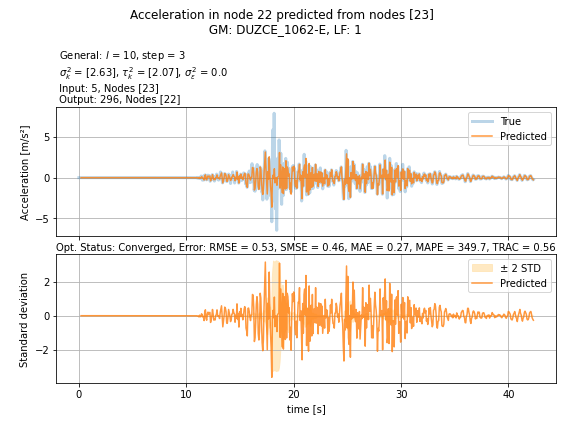 Acceleration in node 22 predicted from nodes [23]
GM: DUZCE_1062-E, LF: 1
General: l = 10, step = 3
σ²ₖ = [2.63], τ²ₖ = [2.07], σ²ε = 0.0
Input: 5, Nodes [23]
Output: 296, Nodes [22]
Acceleration [m/s²]
5
0
−5
True
Predicted
Opt. Status: Converged, Error: RMSE = 0.53, SMSE = 0.46, MAE = 0.27, MAPE = 349.7, TRAC = 0.56
Standard deviation
2
0
−2
± 2 STD
Predicted
0 10 20 30 40
time [s]